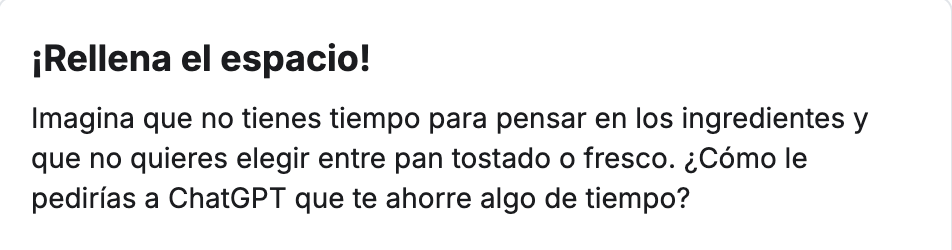 ¡Rellena el espacio!
Imagina que no tienes tiempo para pensar en los ingredientes y
que no quieres elegir entre pan tostado o fresco. ¿Cómo le
pedirías a ChatGPT que te ahorre algo de tiempo?